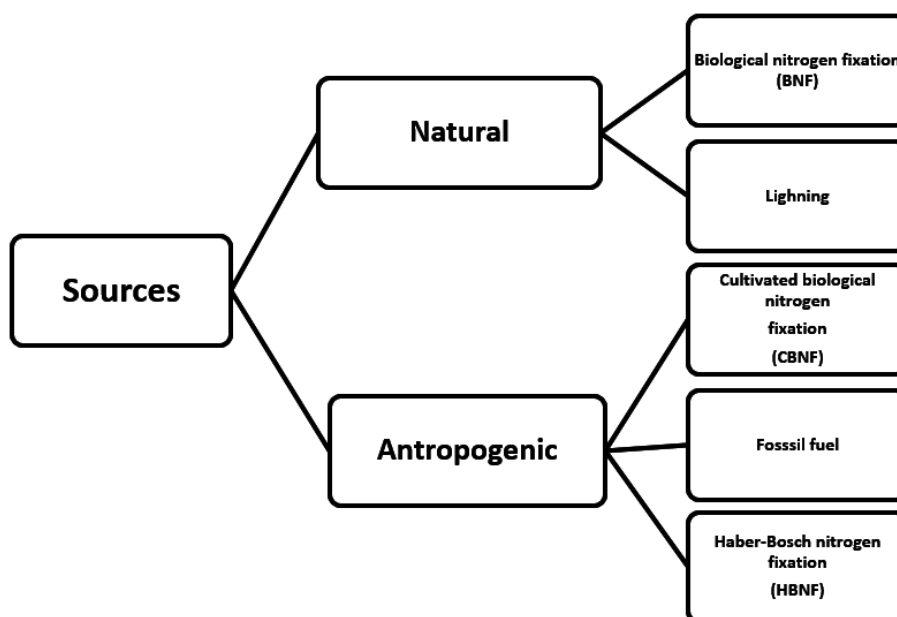 Sources
Natural
Biological nitrogen fixation
(BNF)
Lighning
Antropogenic
Cultivated biological
nitrogen
fixation
(CBNF)
Fosssil fuel
Haber-Bosch nitrogen
fixation
(HBNF)